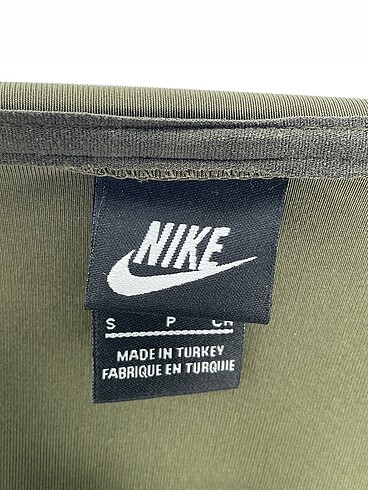 NIKE
S P CH
MADE IN TURKEY
FABRIQUE EN TURQUIE